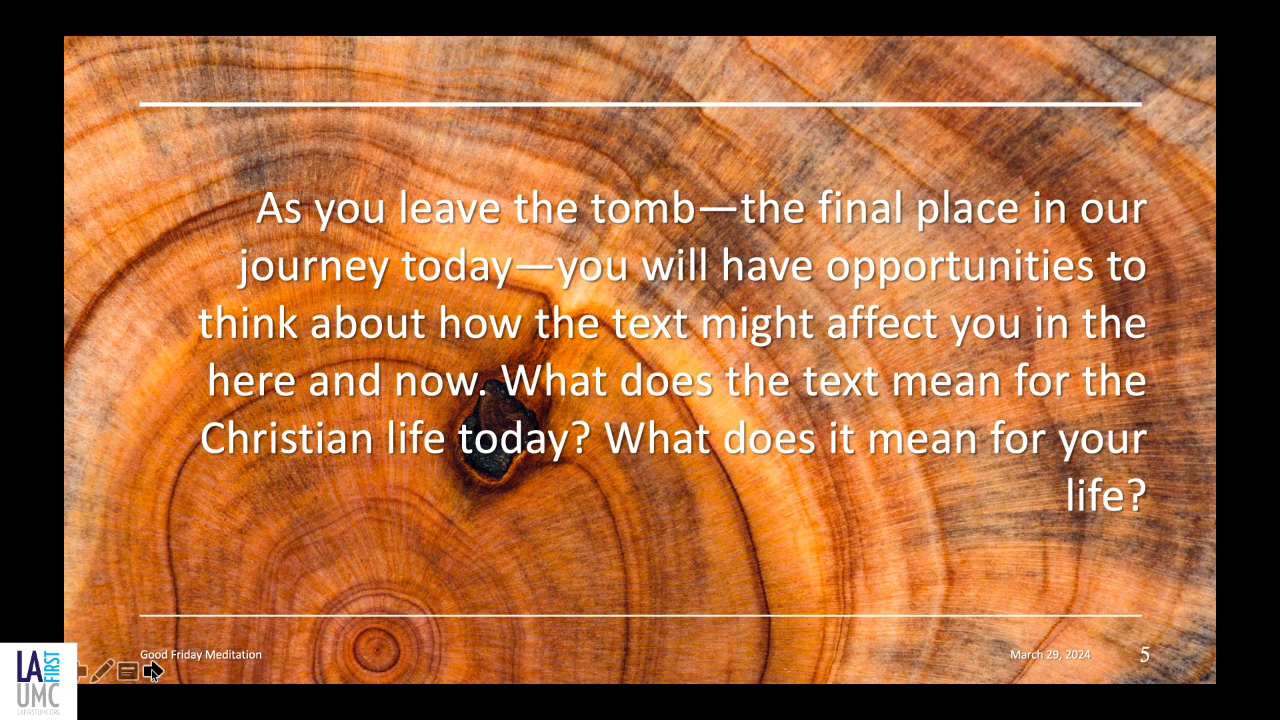 As you leave the tomb—the final place in our
journey today—you will have opportunities to
think about how the text might affect you in the
here and now. What does the text mean for the
Christian life today? What does it mean for your
life?
Good Friday Meditation
March 29, 2024
5
LA FIRST
UMC
LAFIRSTUMC.ORG